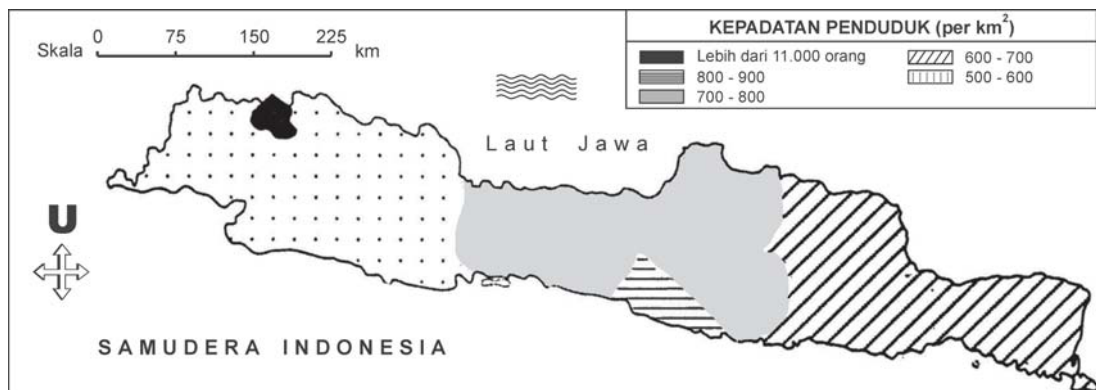 Skala 0 75 150 225 km
KEPADATAN PENDUDUK (per km²)
Lebih dari 11.000 orang
800 - 900
700 - 800
600 - 700
500 - 600
Laut Jawa
U
SAMUDERA INDONESIA